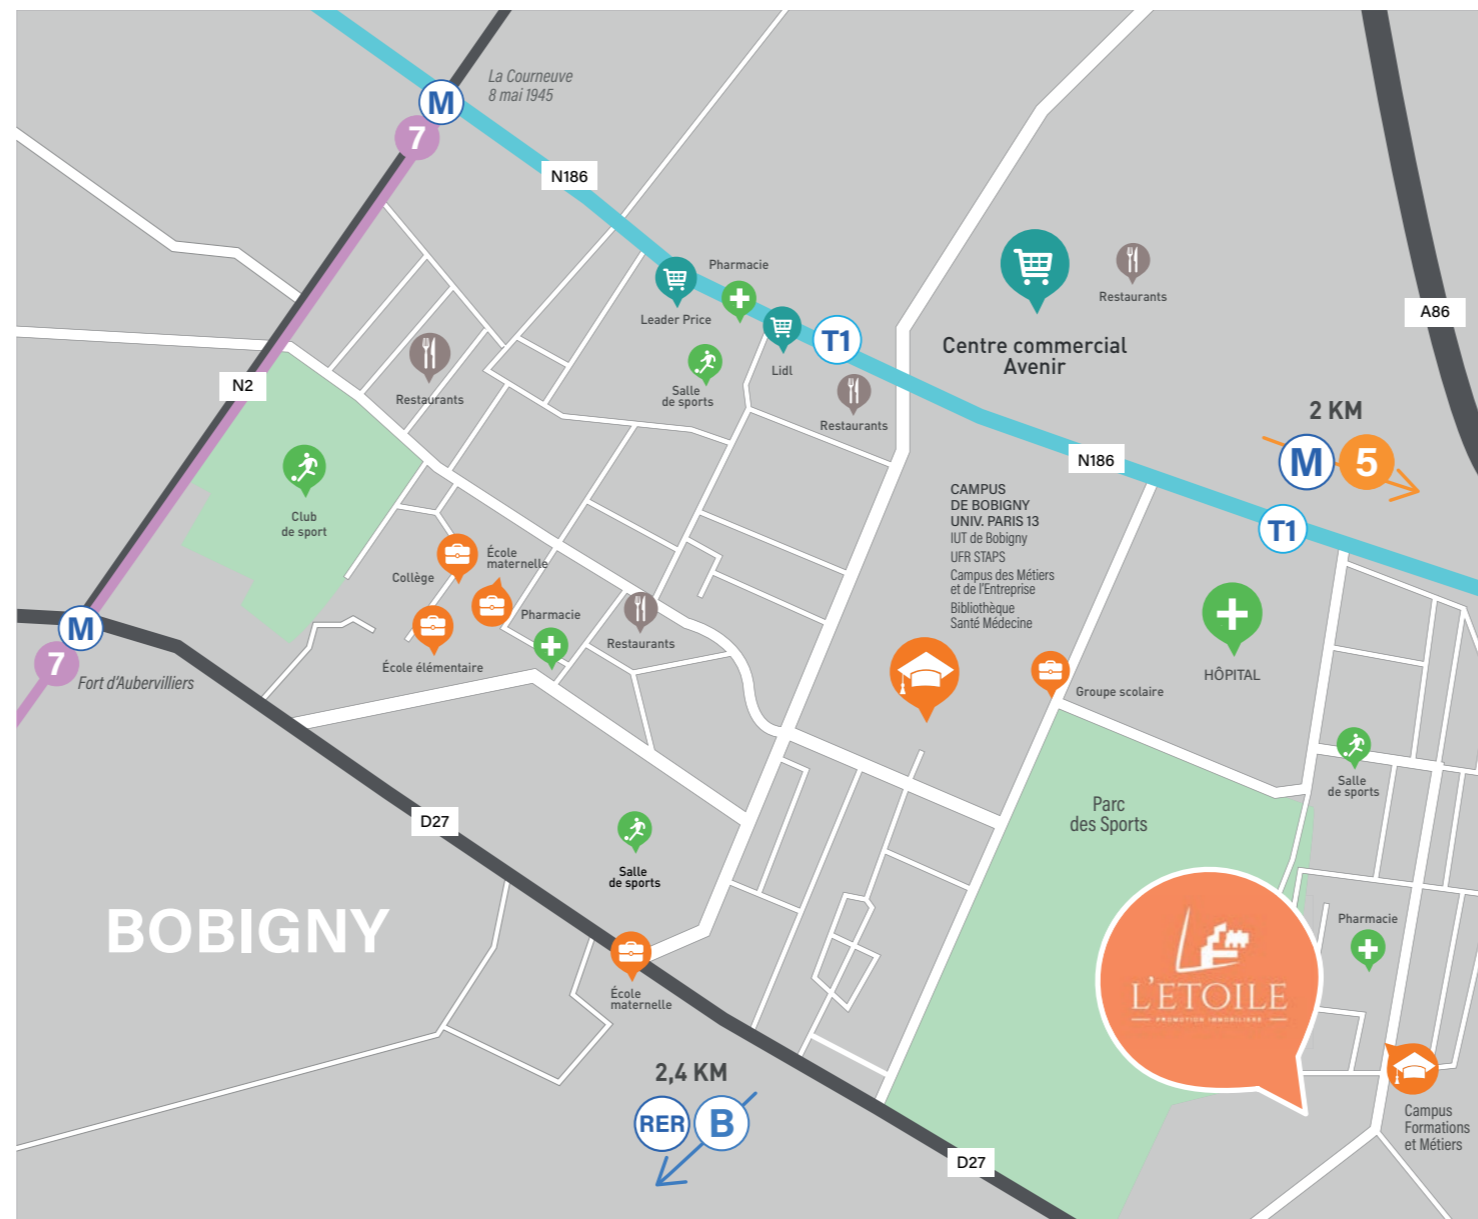 La Courneuve
8 mai 1945
M
7
N186
Pharmacie
Leader Price
Lidl
T1
Salle
de sports
Restaurants
Restaurants
Centre commercial
Avenir
Restaurants
A86
N2
2 KM
M 5
N186
T1
Club
de sport
Collège
École
maternelle
École élémentaire
Pharmacie
Restaurants
CAMPUS
DE BOBIGNY
UNIV. PARIS 13
IUT de Bobigny
UFR STAPS
Campus des Métiers
et de l'Entreprise
Bibliothèque
Santé Médecine
Groupe scolaire
HÔPITAL
M
7
Fort d'Aubervilliers
Salle
de sports
Parc
des Sports
D27
Salle
de sports
BOBIGNY
École
maternelle
Pharmacie
L'ETOILE
PROMOTION IMMOBILIERE
2,4 KM
RER B
D27
Campus
Formations
et Métiers